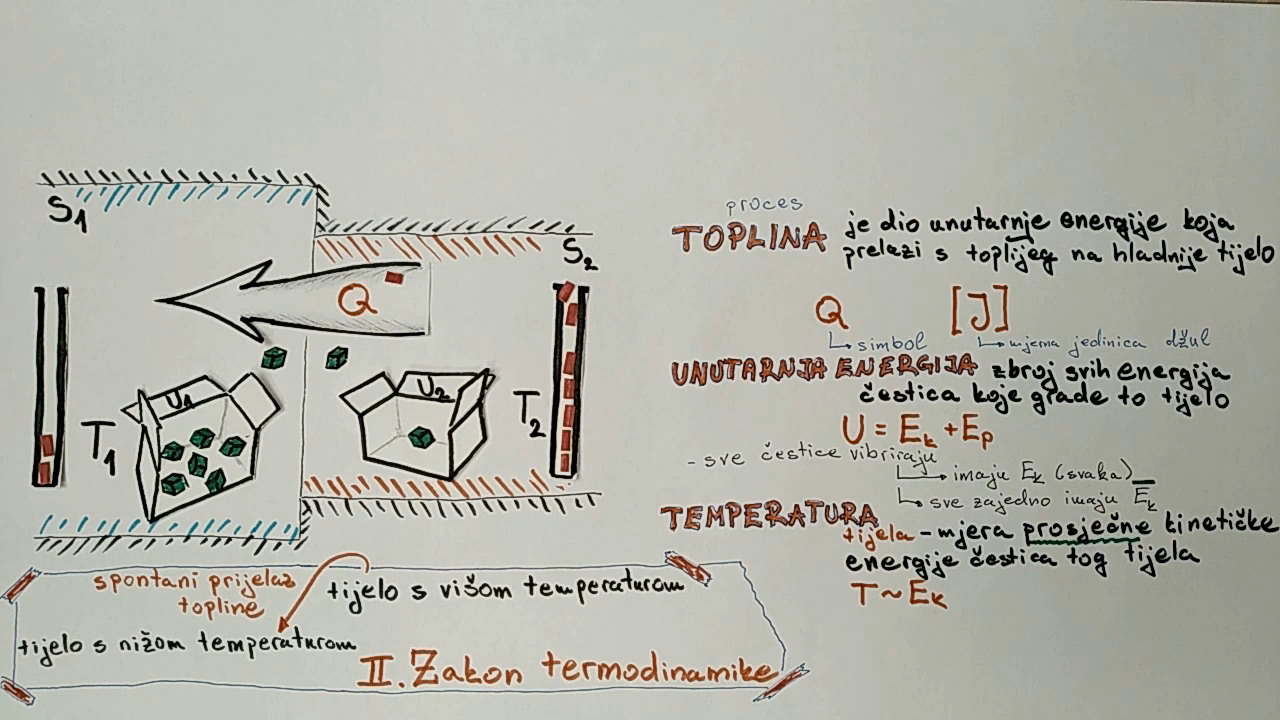 S1
S2
Q
U1
U2
T1
T2
spontani prijelaz
topline
tijelo s višom temperaturom
tijelo s nižom temperaturom
II. Zakon termodinamike
proces
TOPLINA je dio unutarnje energije koja
prelazi s toplijeg na hladnije tijelo
Q [J]
simbol mjerna jedinica džul
UNUTARNJA ENERGIJA zbroj svih energija
čestica koje grade to tijelo
U = Ek + Ep
- sve čestice vibriraju
imaju Ek (svaka)
sve zajedno imaju Ek
TEMPERATURA
tijela - mjera prosječne kinetičke
energije čestica tog tijela
T ~ Ek